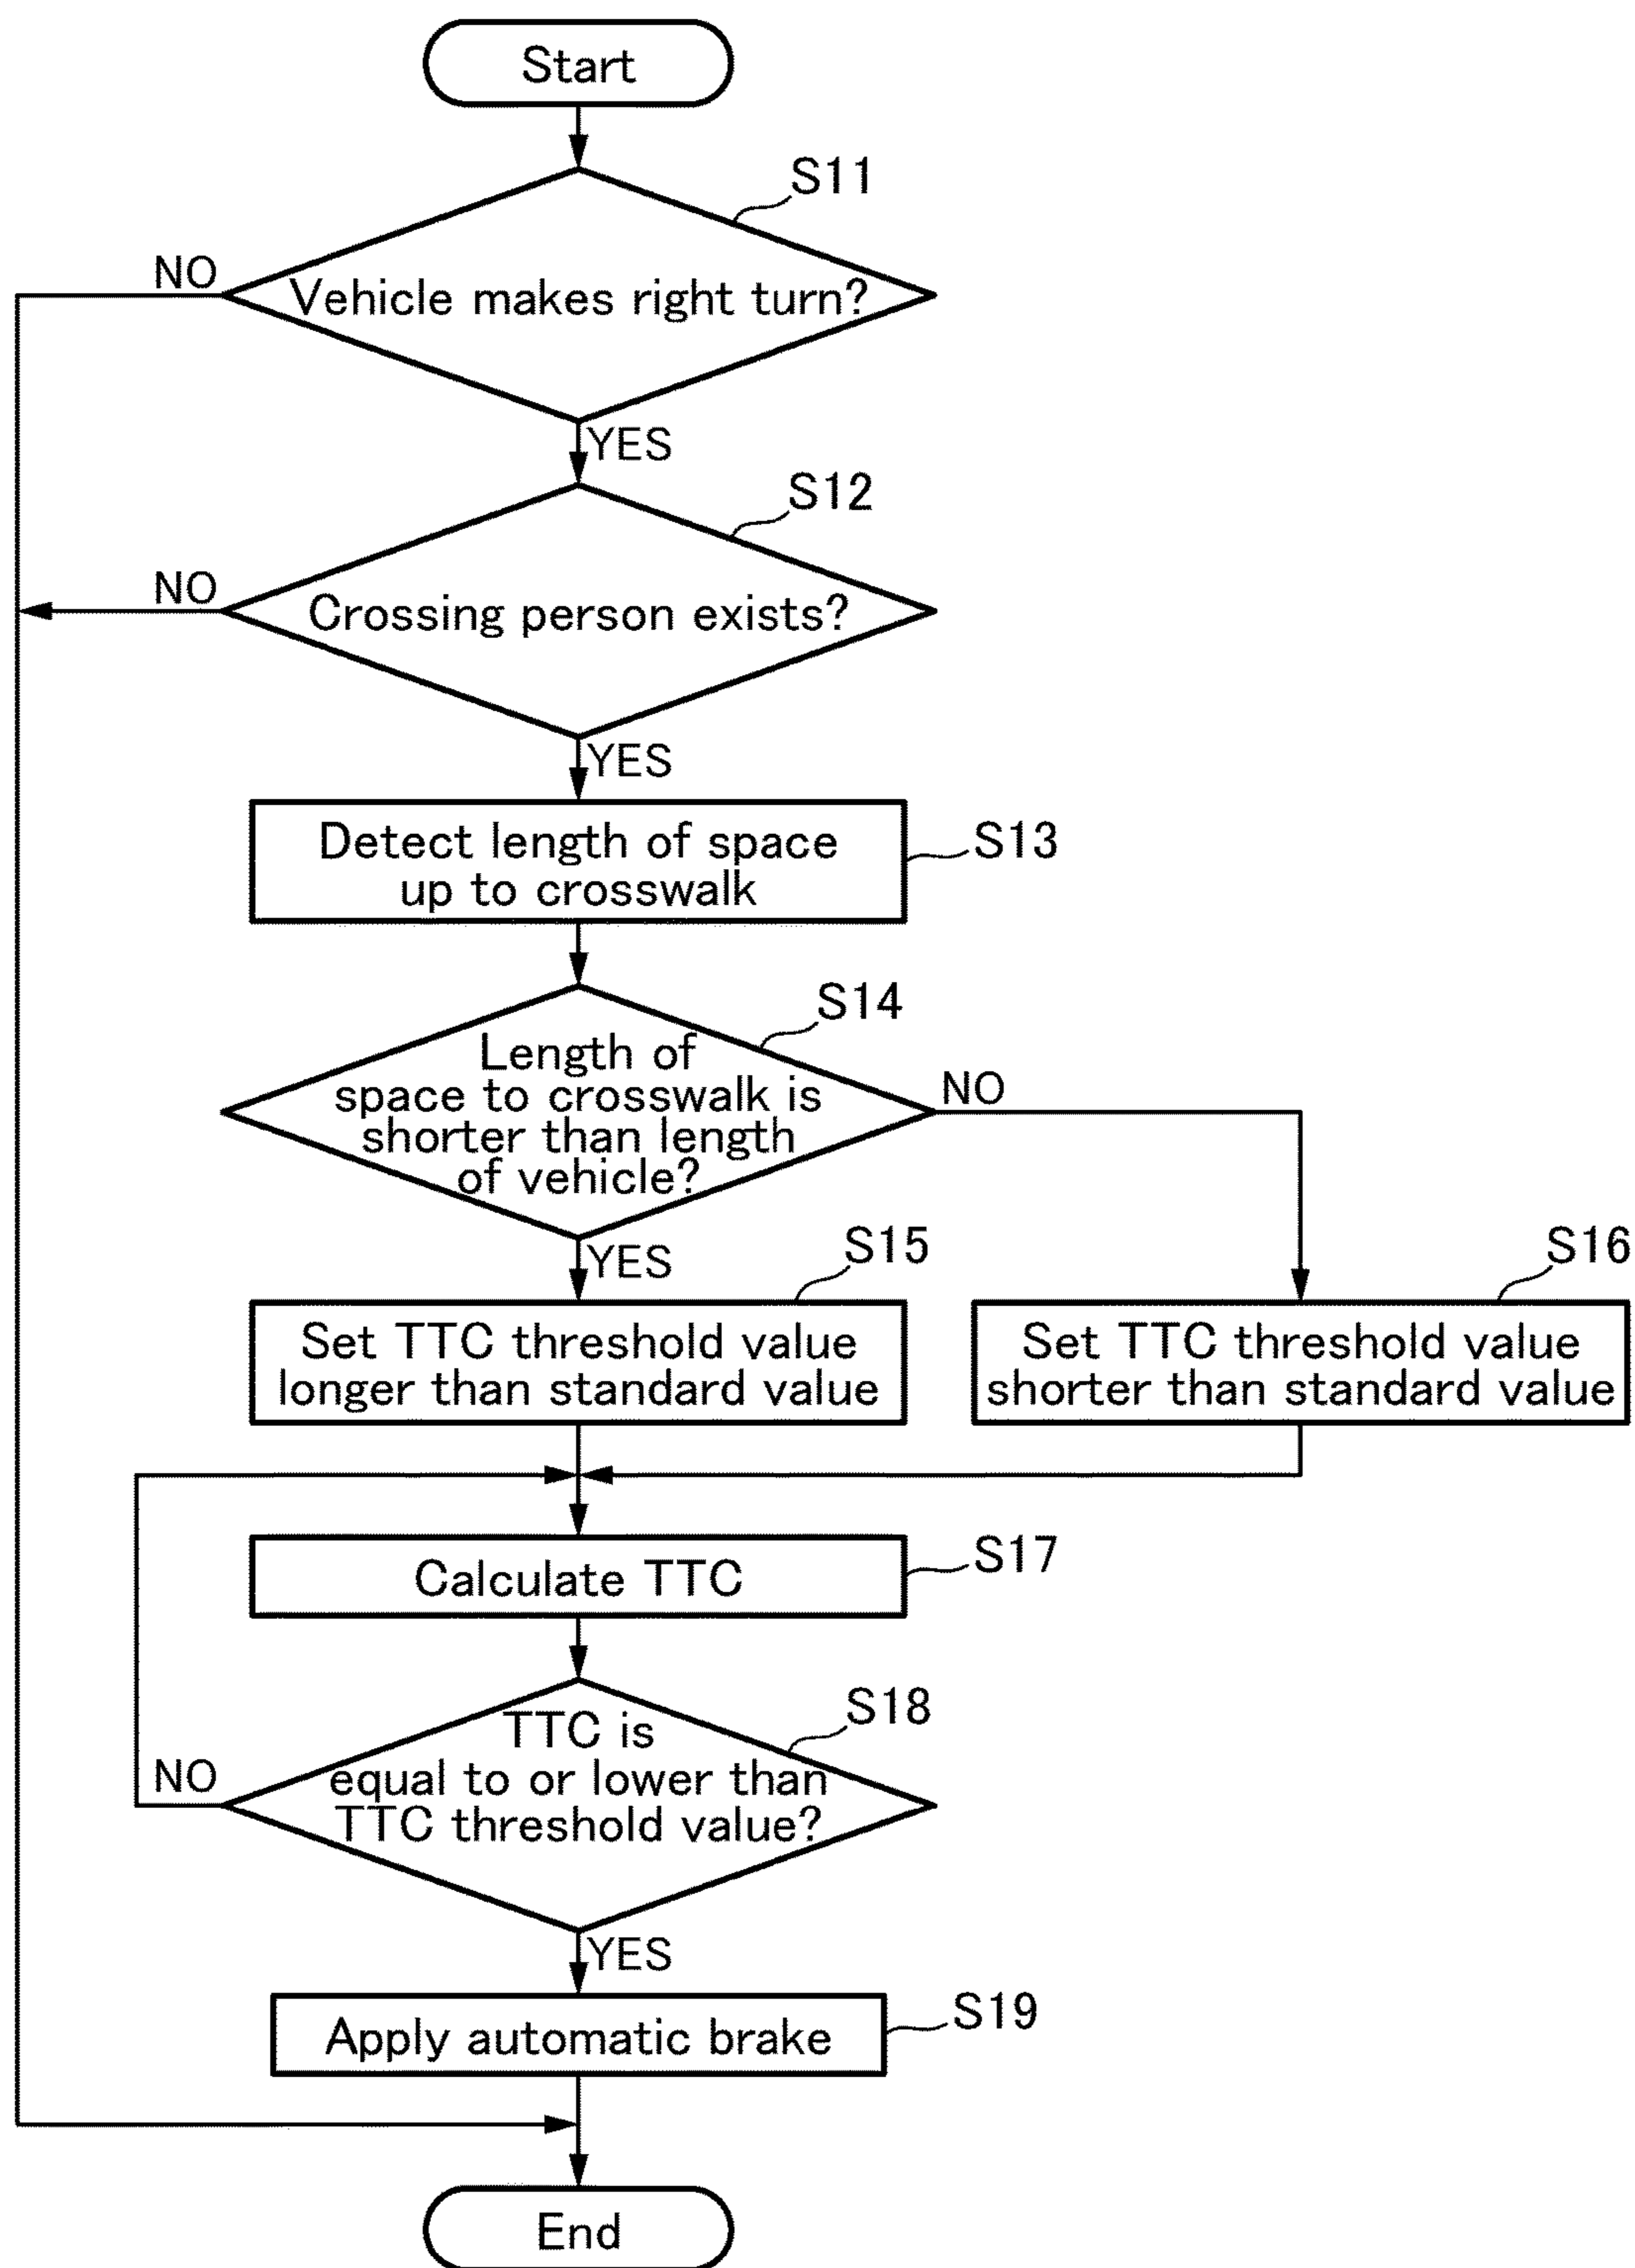 Start
S11
NO
Vehicle makes right turn?
YES
S12
NO
Crossing person exists?
YES
Detect length of space
up to crosswalk
S13
S14
Length of
space to crosswalk is
shorter than length
of vehicle?
NO
YES
S15
S16
Set TTC threshold value
longer than standard value
Set TTC threshold value
shorter than standard value
Calculate TTC
S17
S18
TTC is
equal to or lower than
TTC threshold value?
NO
YES
Apply automatic brake
S19
End